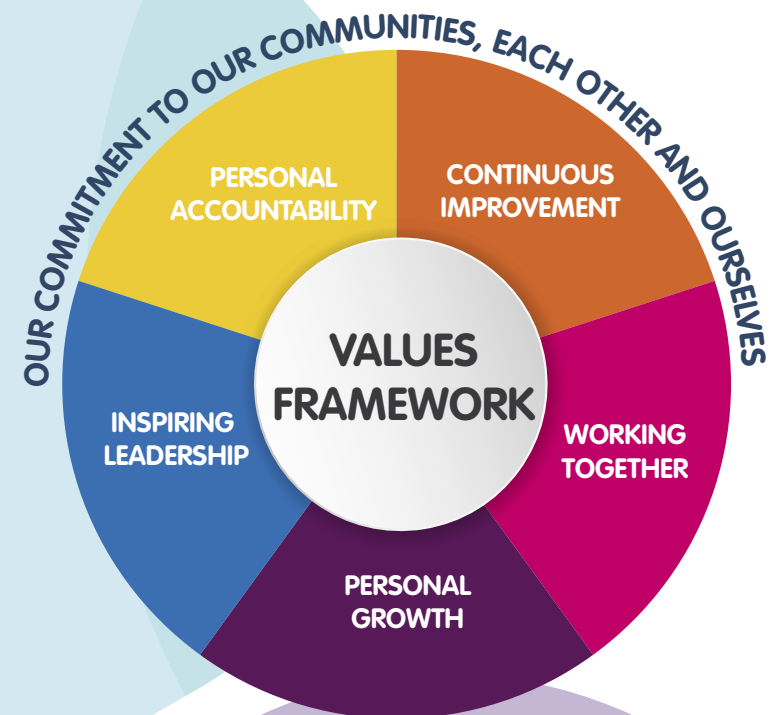 OUR COMMITMENT TO OUR COMMUNITIES, EACH OTHER AND OURSELVES
PERSONAL
ACCOUNTABILITY
CONTINUOUS
IMPROVEMENT
VALUES
FRAMEWORK
INSPIRING
LEADERSHIP
WORKING
TOGETHER
PERSONAL
GROWTH